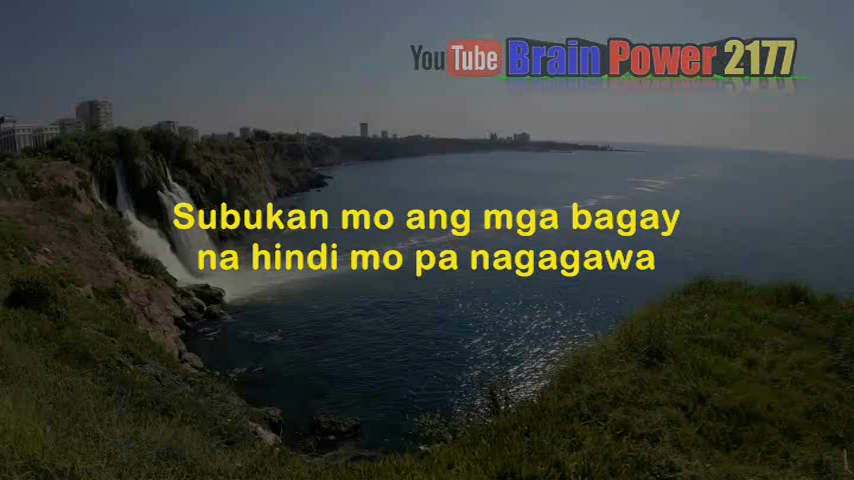 YouTube Brain Power 2177
Subukan mo ang mga bagay
na hindi mo pa nagagawa